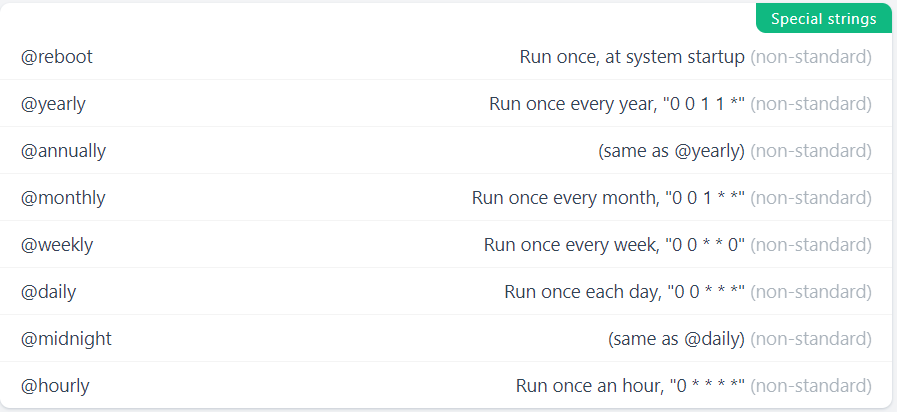 Special strings
@reboot Run once, at system startup (non-standard)
@yearly Run once every year, "0 0 1 1 *" (non-standard)
@annually (same as @yearly) (non-standard)
@monthly Run once every month, "0 0 1 * *" (non-standard)
@weekly Run once every week, "0 0 * * 0" (non-standard)
@daily Run once each day, "0 0 * * *" (non-standard)
@midnight (same as @daily) (non-standard)
@hourly Run once an hour, "0 * * * *" (non-standard)